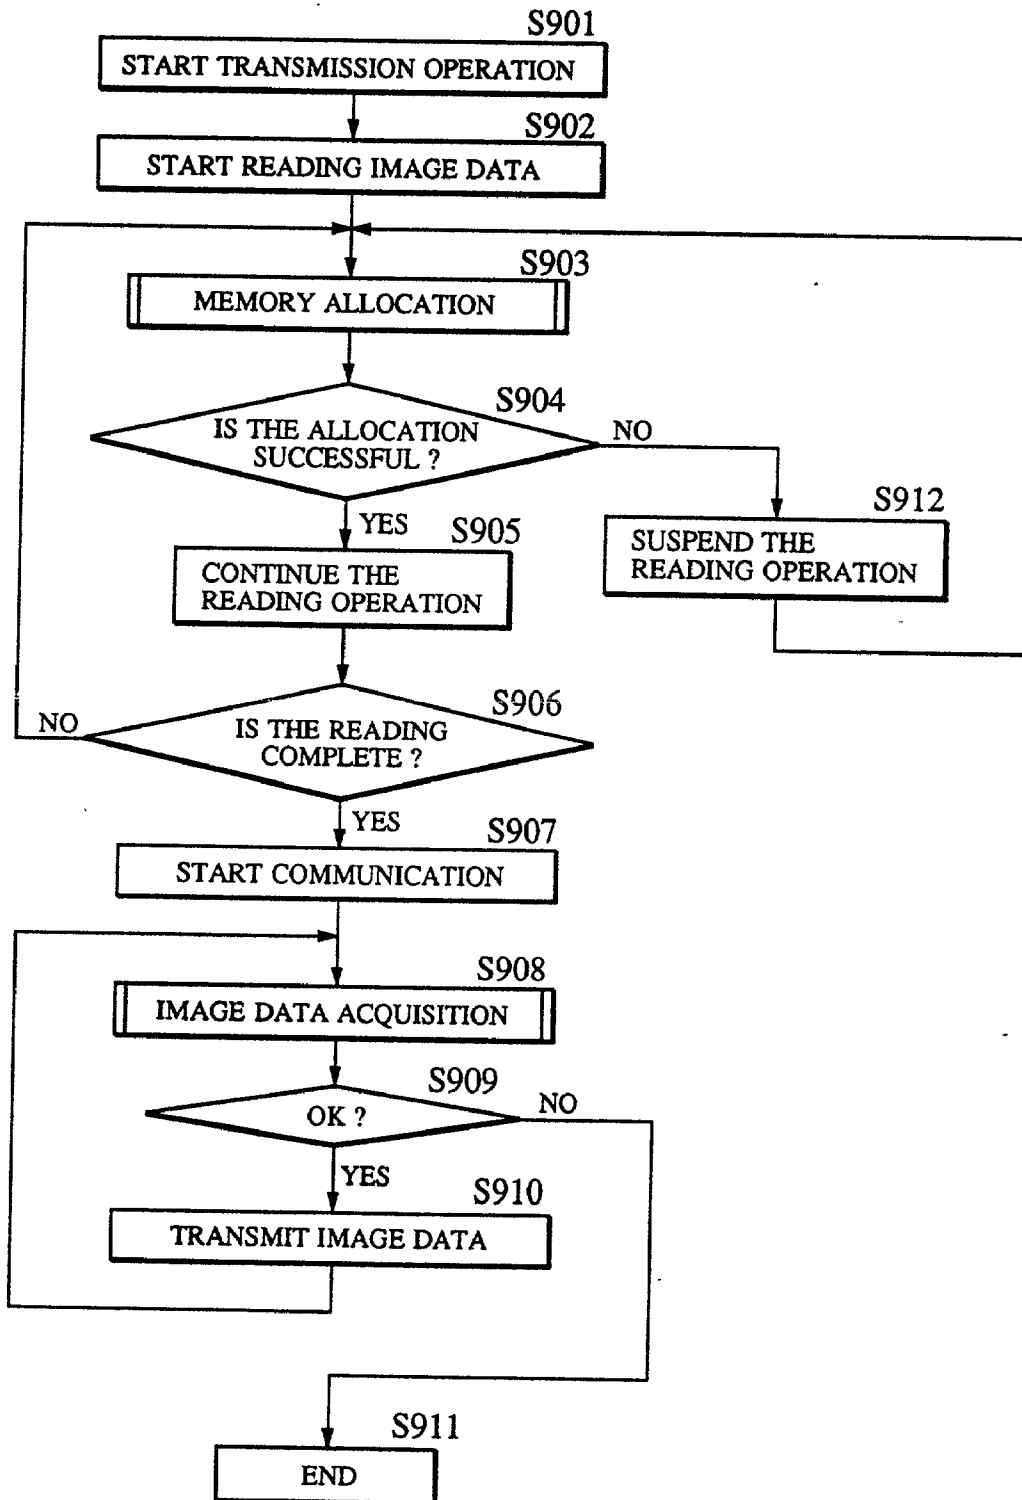 S901
START TRANSMISSION OPERATION
S902
START READING IMAGE DATA
S903
MEMORY ALLOCATION
S904
IS THE ALLOCATION
SUCCESSFUL ?
NO
YES
S912
SUSPEND THE
READING OPERATION
S905
CONTINUE THE
READING OPERATION
S906
IS THE READING
COMPLETE ?
NO
YES
S907
START COMMUNICATION
S908
IMAGE DATA ACQUISITION
S909
OK ?
NO
YES
S910
TRANSMIT IMAGE DATA
S911
END